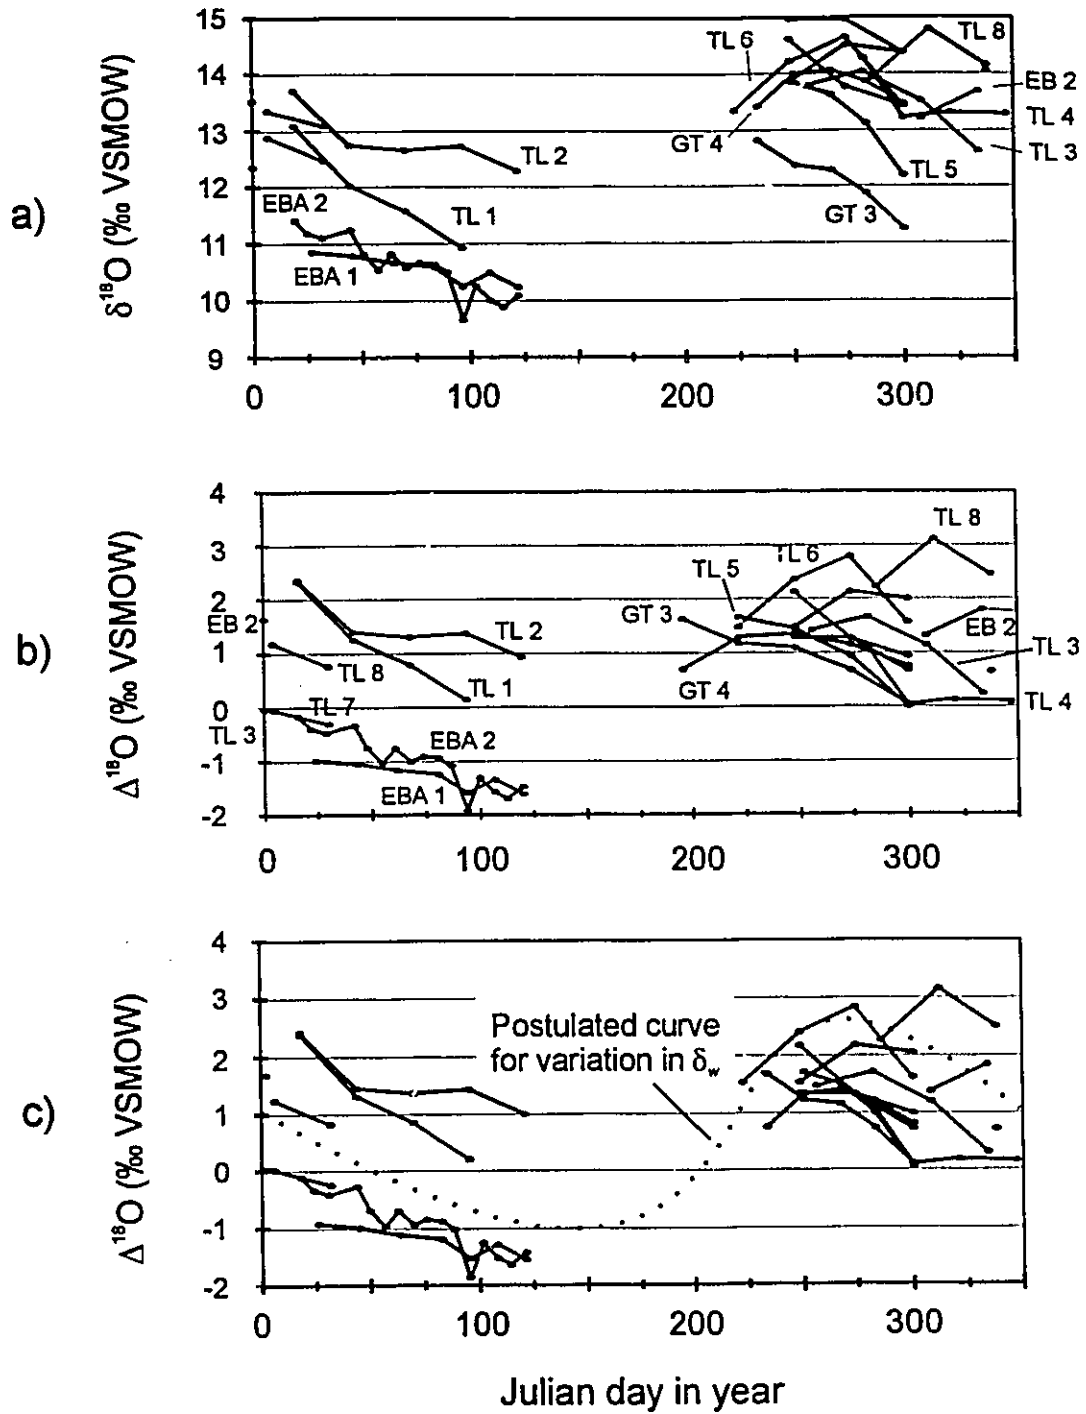 a)
δ¹⁸O (‰ VSMOW)
15
14
13
12
11
10
9
0
100
200
300
TL 6
TL 8
EB 2
TL 4
GT 4
TL 3
TL 2
TL 5
EBA 2
TL 1
GT 3
EBA 1
b)
Δ¹⁸O (‰ VSMOW)
4
3
2
1
0
-1
-2
0
100
200
300
TL 8
TL 6
TL 5
EB 2
GT 3
EB 2
TL 2
TL 3
TL 8
TL 1
GT 4
TL 4
TL 7
TL 3
EBA 2
EBA 1
c)
Δ¹⁸O (‰ VSMOW)
4
3
2
1
0
-1
-2
0
100
200
300
Postulated curve
for variation in δw
Julian day in year